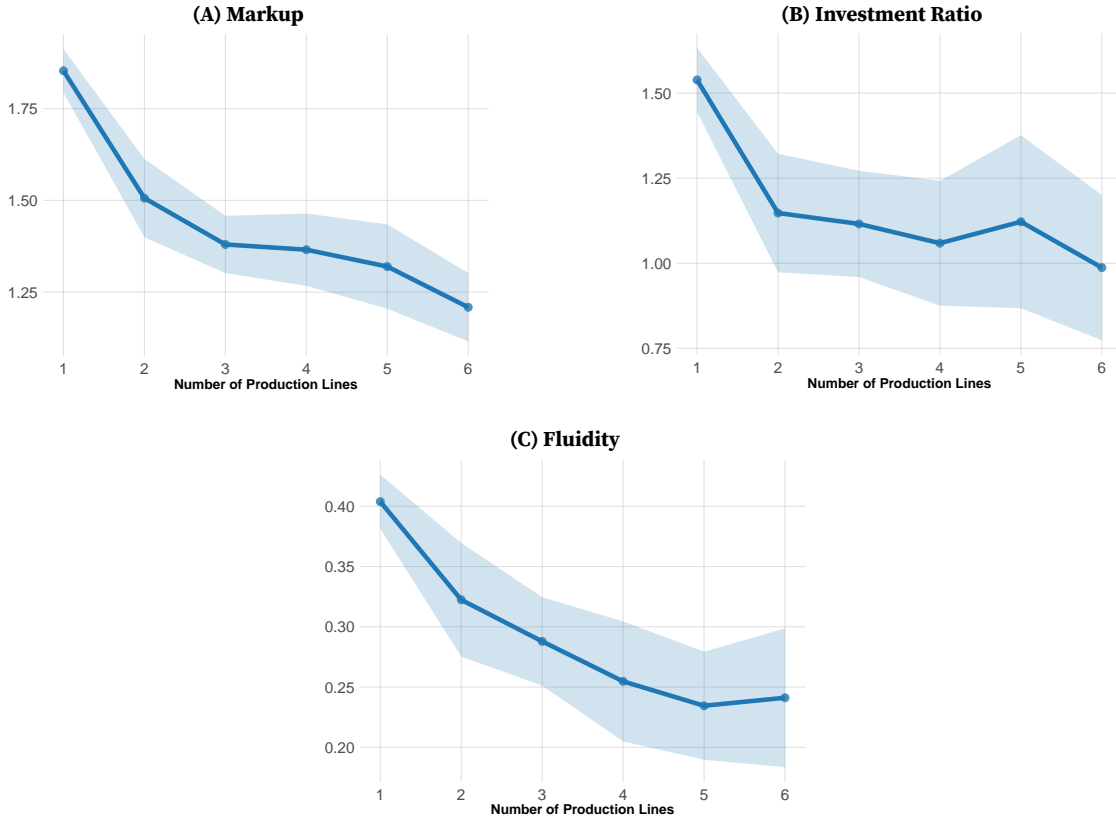 (A) Markup
1.75
1.50
1.25
1 2 3 4 5 6
Number of Production Lines
(B) Investment Ratio
1.50
1.25
1.00
0.75
1 2 3 4 5 6
Number of Production Lines
(C) Fluidity
0.40
0.35
0.30
0.25
0.20
1 2 3 4 5 6
Number of Production Lines